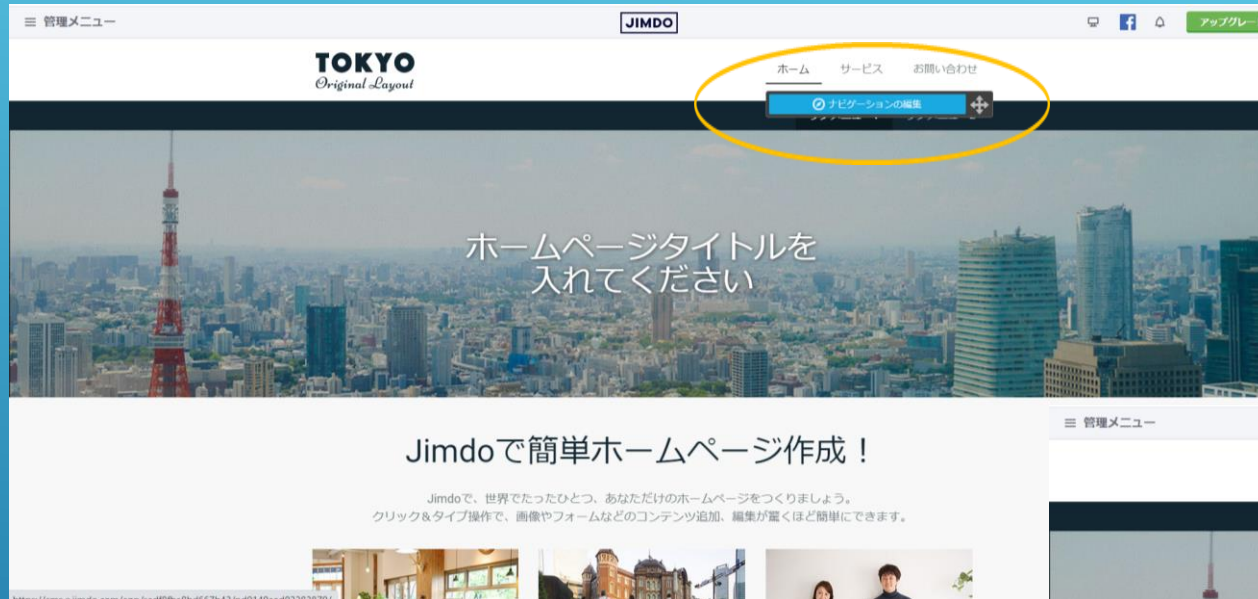 管理メニュー
JIMDO
アップグレー
TOKYO
Original Layout
ホーム サービス お問い合わせ
ナビゲーションの編集
ホームページタイトルを
入れてください
Jimdoで簡単ホームページ作成！
Jimdoで、世界でたったひとつ、あなただけのホームページをつくりましょう。
クリック＆タイプ操作で、画像やフォームなどのコンテンツ追加、編集が驚くほど簡単にできます。
管理メニュー